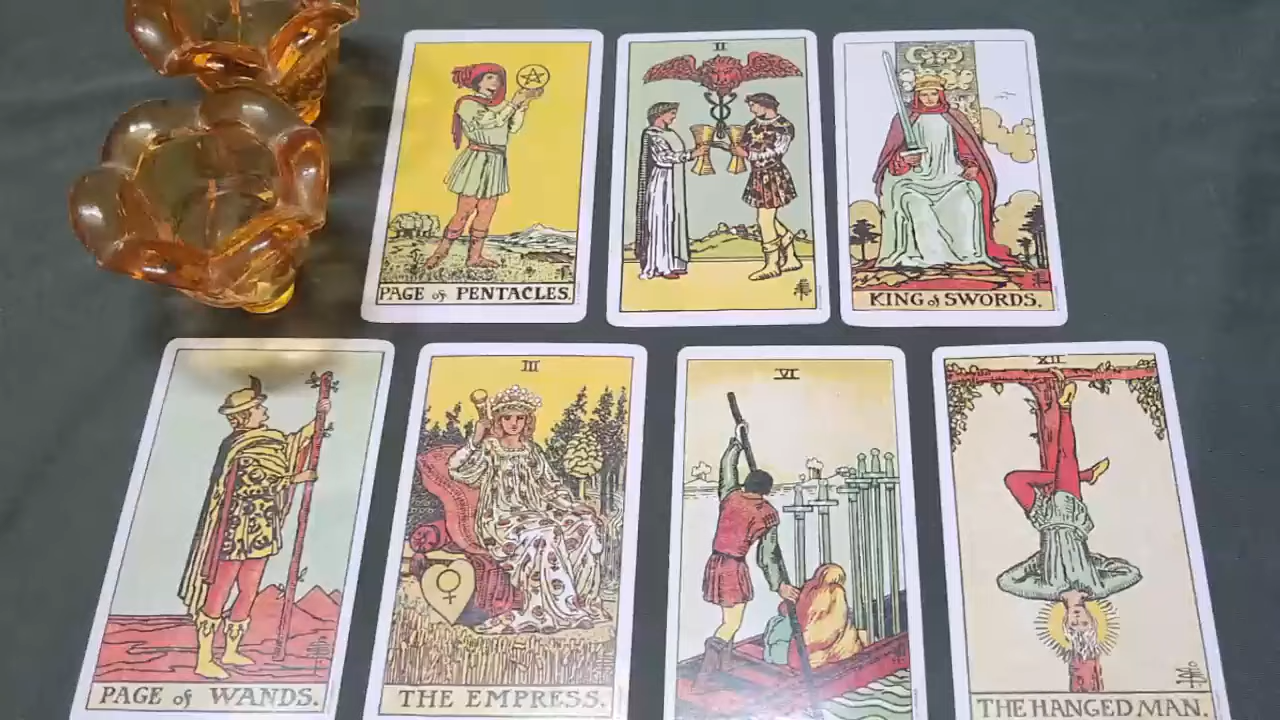 PAGE of PENTACLES.
II
KING of SWORDS.
PAGE of WANDS.
III
THE EMPRESS.
VI
XII
THE HANGED MAN.